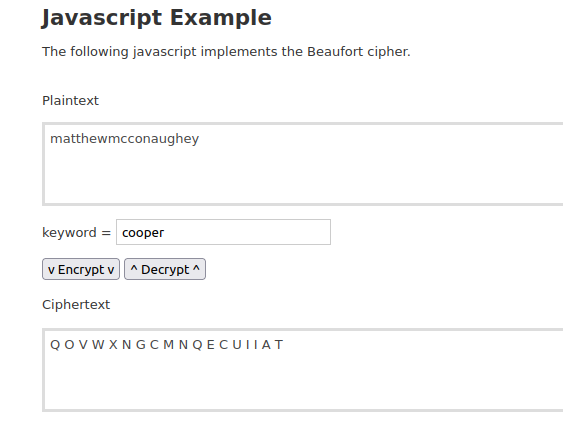 Javascript Example
The following javascript implements the Beaufort cipher.
Plaintext
matthewmcconaughey
keyword = cooper
v Encrypt v ^ Decrypt ^
Ciphertext
Q O V W X N G C M N Q E C U I I A T